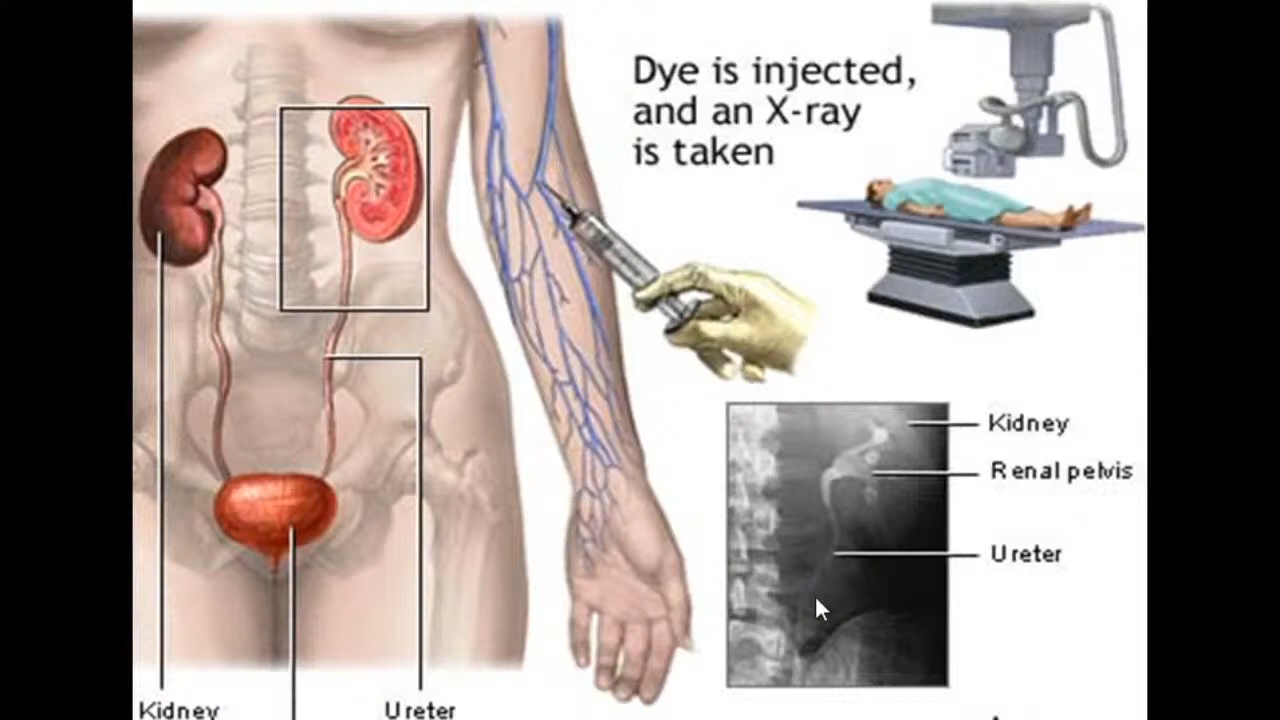 Dye is injected,
and an X-ray
is taken
Kidney
Renal pelvis
Ureter
Kidney
Ureter